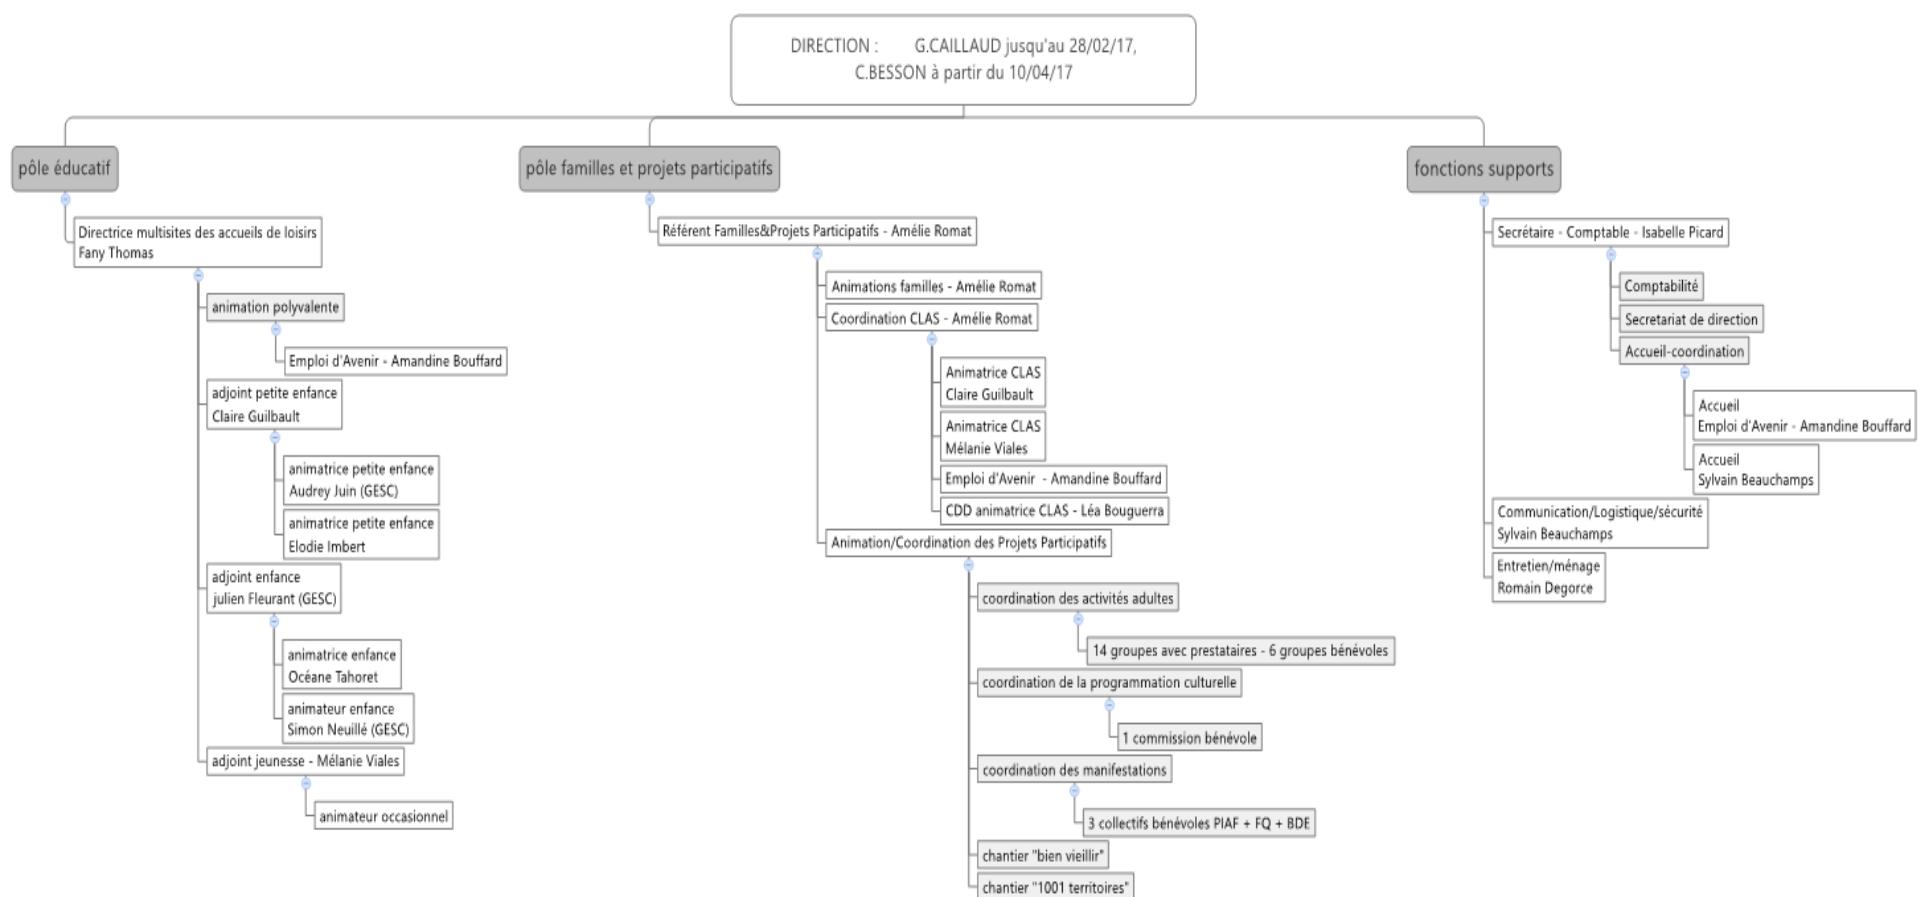 DIRECTION : G.CAILLAUD jusqu'au 28/02/17,
C.BESSON à partir du 10/04/17
pôle éducatif
Directrice multisites des accueils de loisirs
Fany Thomas
animation polyvalente
Emploi d'Avenir - Amandine Bouffard
adjoint petite enfance
Claire Guilbault
animatrice petite enfance
Audrey Juin (GESC)
animatrice petite enfance
Elodie Imbert
adjoint enfance
julien Fleurant (GESC)
animatrice enfance
Océane Tahoret
animateur enfance
Simon Neuillé (GESC)
adjoint jeunesse - Mélanie Viales
animateur occasionnel
pôle familles et projets participatifs
Référent Familles&Projets Participatifs - Amélie Romat
Animations familles - Amélie Romat
Coordination CLAS - Amélie Romat
Animatrice CLAS
Claire Guilbault
Animatrice CLAS
Mélanie Viales
Emploi d'Avenir - Amandine Bouffard
CDD animatrice CLAS - Léa Bouguerra
Animation/Coordination des Projets Participatifs
coordination des activités adultes
14 groupes avec prestataires - 6 groupes bénévoles
coordination de la programmation culturelle
1 commission bénévole
coordination des manifestations
3 collectifs bénévoles PIAF + FQ + BDE
chantier "bien vieillir"
chantier "1001 territoires"
fonctions supports
Secrétaire - Comptable - Isabelle Picard
Comptabilité
Secretariat de direction
Accueil-coordination
Accueil
Emploi d'Avenir - Amandine Bouffard
Accueil
Sylvain Beauchamps
Communication/Logistique/sécurité
Sylvain Beauchamps
Entretien/ménage
Romain Degorce